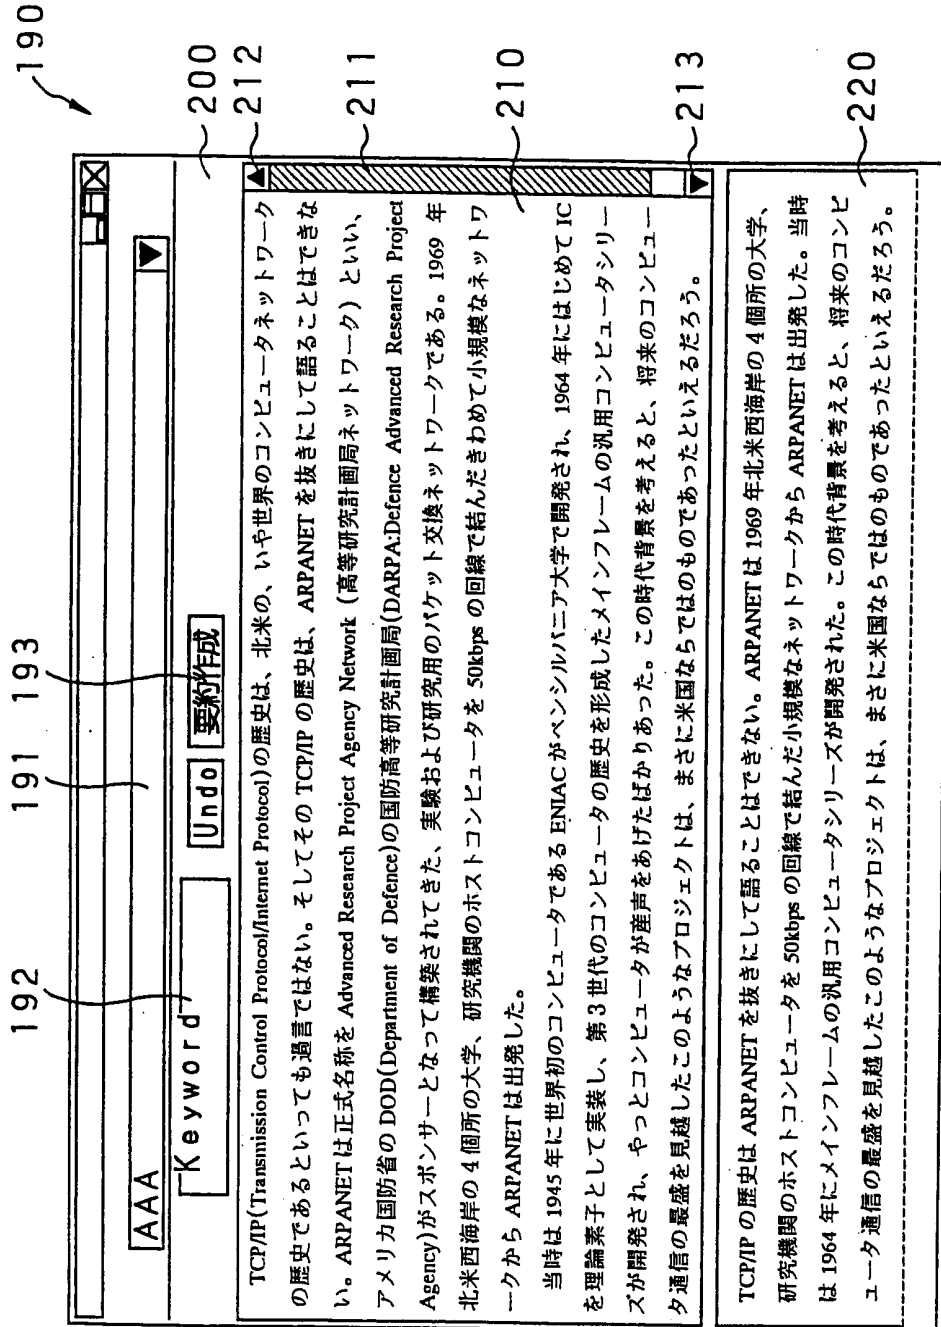 190
192
191
193
AAA
Keyword
Undo
要約作成
200
212
211
210
213
220
TCP/IP(Transmission Control Protocol/Internet Protocol)の歴史は、北米の、いや世界のコンピュータネットワーク
の歴史であるといっても過言ではない。そしてその TCP/IP の歴史は、ARPANET を抜きにして語ることはできな
い。ARPANETは正式名称を Advanced Research Project Agency Network (高等研究計画局ネットワーク) といい、
アメリカ国防省の DOD(Department of Defence)の国防高等研究計画局(DARPA:Defence Advanced Research Project
Agency)がスポンサーとなって構築されてきた、実験および研究用のパケット交換ネットワークである。1969 年
北米西海岸の4個所の大学、研究機関のホストコンピュータを 50kbps の回線で結んだきわめて小規模なネットワ
ークから ARPANET は出発した。
当時は 1945 年に世界初のコンピュータである ENIAC がペンシルバニア大学で開発され、1964 年にはじめて IC
を理論素子として実装し、第3世代のコンピュータの歴史を形成したメインフレームの汎用コンピュータシリー
ズが開発され、やっとコンピュータが産声をあげたばかりあった。この時代背景を考えると、将来のコンピュー
タ通信の最盛を見越したこのようなプロジェクトは、まさに米国ならではのものであったといえるだろう。
TCP/IP の歴史は ARPANET を抜きにして語ることはできない。ARPANET は 1969 年北米西海岸の4個所の大学、
研究機関のホストコンピュータを 50kbps の回線で結んだ小規模なネットワークから ARPANET は出発した。当時
は 1964 年にメインフレームの汎用コンピュータシリーズが開発された。この時代背景を考えると、将来のコンピ
ュータ通信の最盛を見越したこのようなプロジェクトは、まさに米国ならではのものであったといえるだろう。